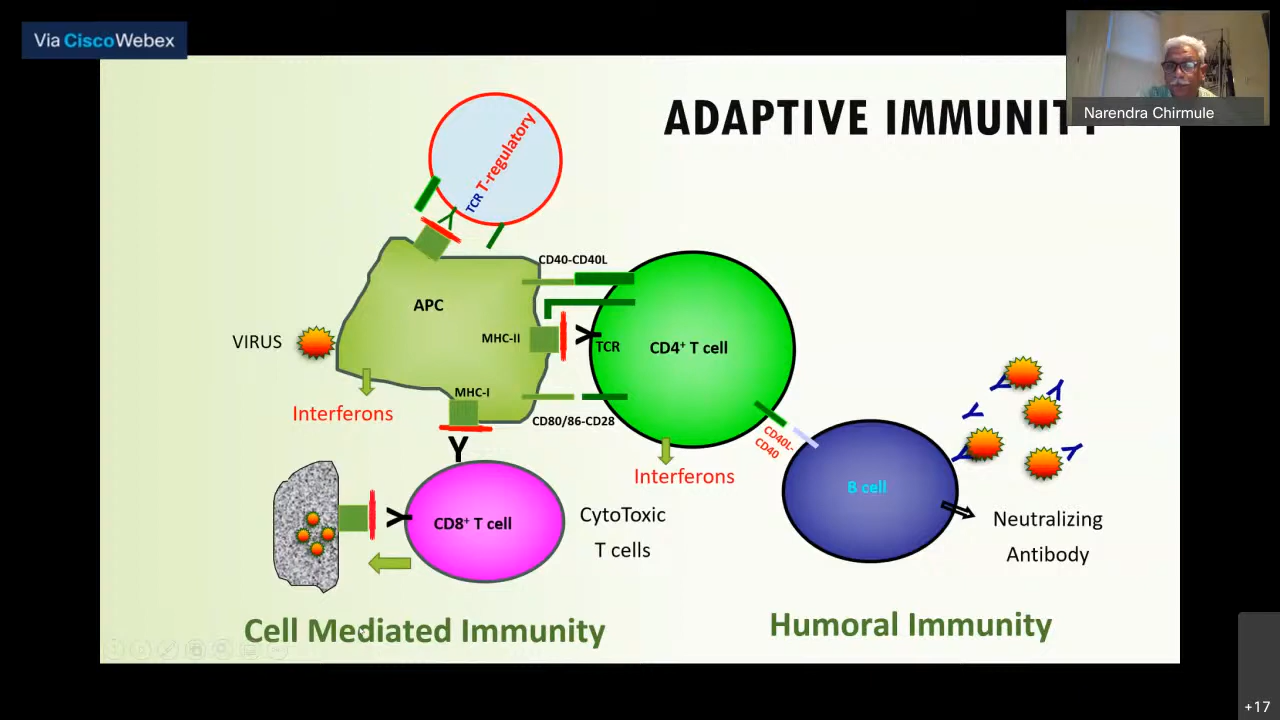 Via CiscoWebex
Narendra Chirmule
ADAPTIVE IMMUNITY
TCR T-regulatory
CD40-CD40L
APC
MHC-II
TCR
CD4+ T cell
VIRUS
MHC-I
Interferons
CD80/86-CD28
CD40L-
CD40
Interferons
B cell
CD8+ T cell
CytoToxic
T cells
Neutralizing
Antibody
Cell Mediated Immunity
Humoral Immunity
+17